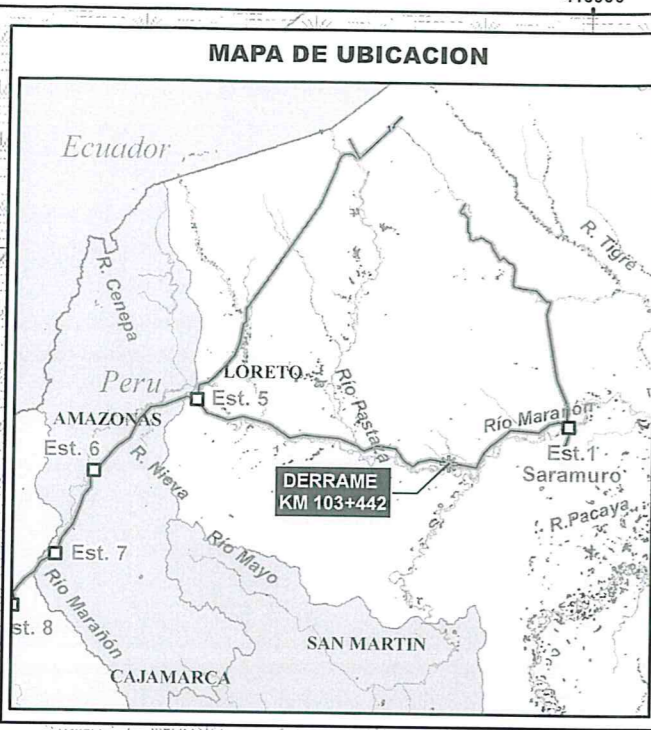 MAPA DE UBICACION
Ecuador
R. Tigre
R. Cenepa
Peru
LORETO
Est. 5
Río Pastaza
Río Marañón
AMAZONAS
Est. 6
R. Nieva
Est.1
Saramuro
DERRAME
KM 103+442
R.Pacaya
Est. 7
Río Mayo
Río Marañón
st. 8
SAN MARTIN
CAJAMARCA